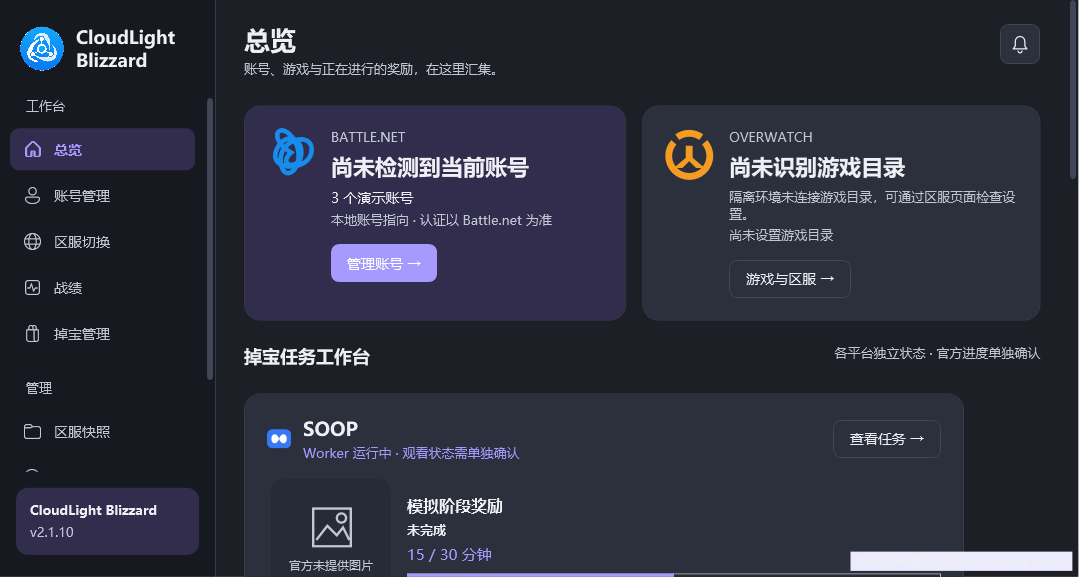 CloudLight
Blizzard
工作台
总览
账号管理
区服切换
战绩
掉宝管理
管理
区服快照
CloudLight Blizzard
v2.1.10
总览
账号、游戏与正在进行的奖励，在这里汇集。
BATTLE.NET
尚未检测到当前账号
3 个演示账号
本地账号指向 · 认证以 Battle.net 为准
管理账号 →
OVERWATCH
尚未识别游戏目录
隔离环境未连接游戏目录，可通过区服页面检查设
置。
尚未设置游戏目录
游戏与区服 →
掉宝任务工作台
各平台独立状态 · 官方进度单独确认
SOOP
Worker 运行中 · 观看状态需单独确认
查看任务 →
官方未提供图片
模拟阶段奖励
未完成
15 / 30 分钟